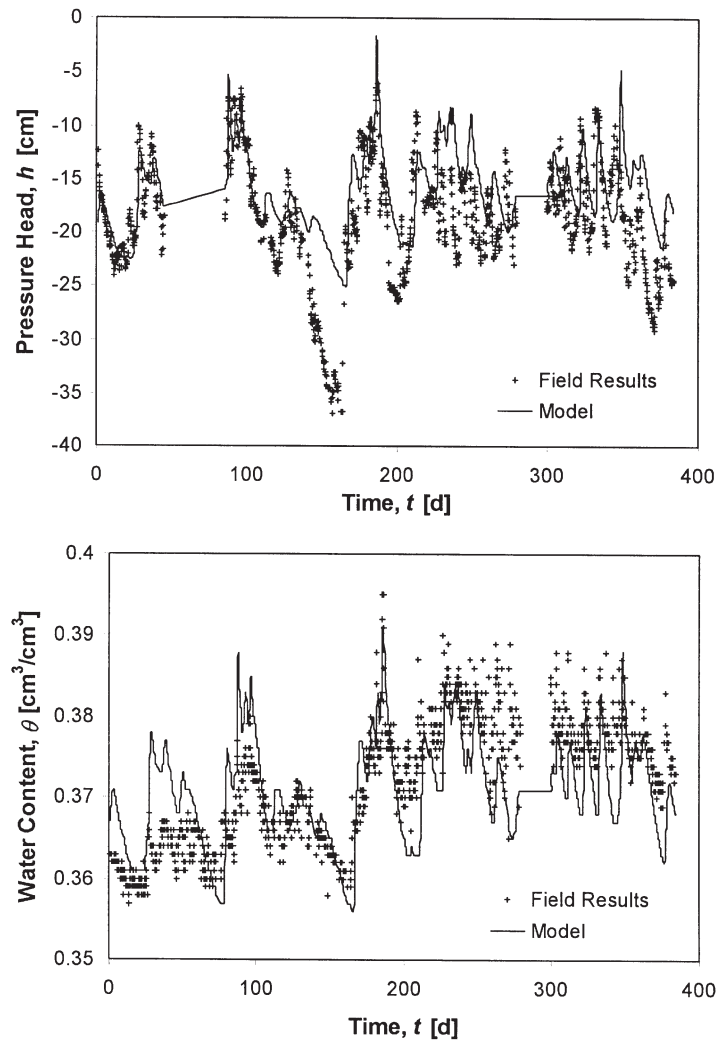 0
-5
-10
-15
-20
-25
-30
-35
-40
Pressure Head, h [cm]
Field Results
Model
0 100 200 300 400
Time, t [d]
0.4
0.39
0.38
0.37
0.36
0.35
Water Content, θ [cm³/cm³]
Field Results
Model
0 100 200 300 400
Time, t [d]